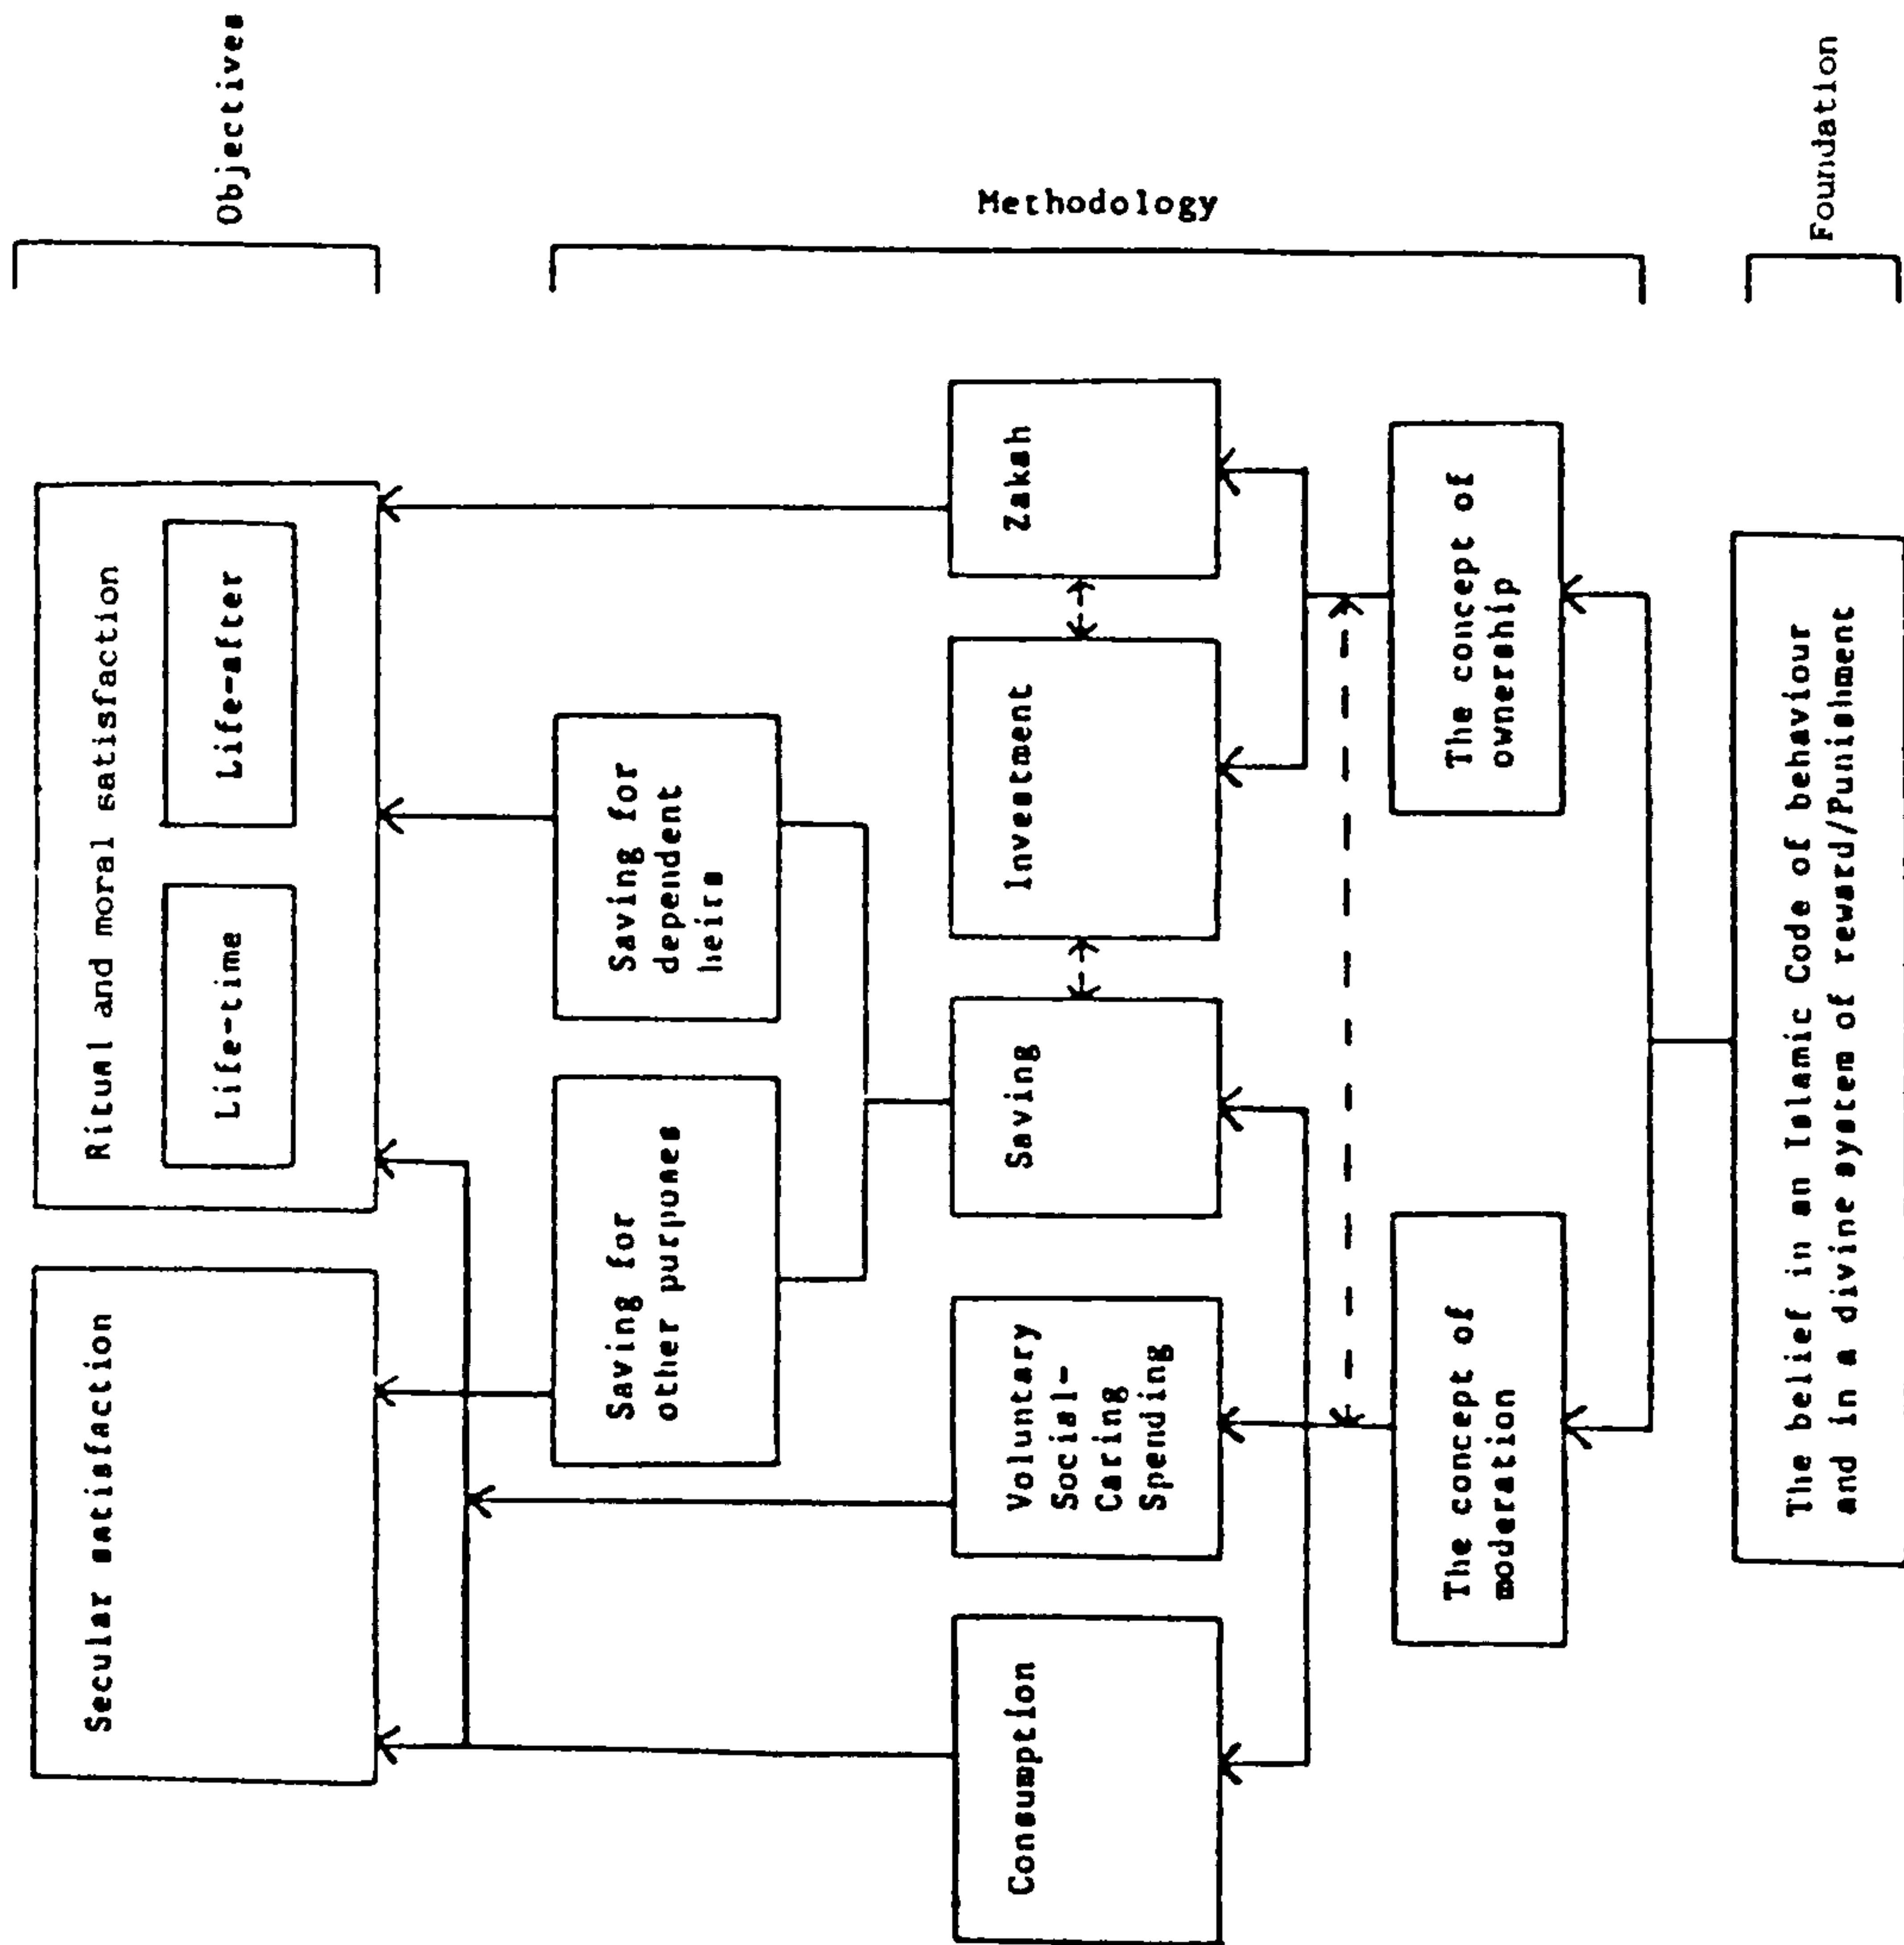 Objectives
Methodology
Foundation
Secular satisfaction
Ritual and moral satisfaction
Life-time
Life-after
Saving for
other purposes
Saving for
dependent
heirs
Consumption
Voluntary
Social-
Caring
Spending
Saving
Investment
Zakah
The concept of
moderation
The concept of
ownership
The belief in an Islamic Code of behaviour
and in a divine system of reward/Punishment